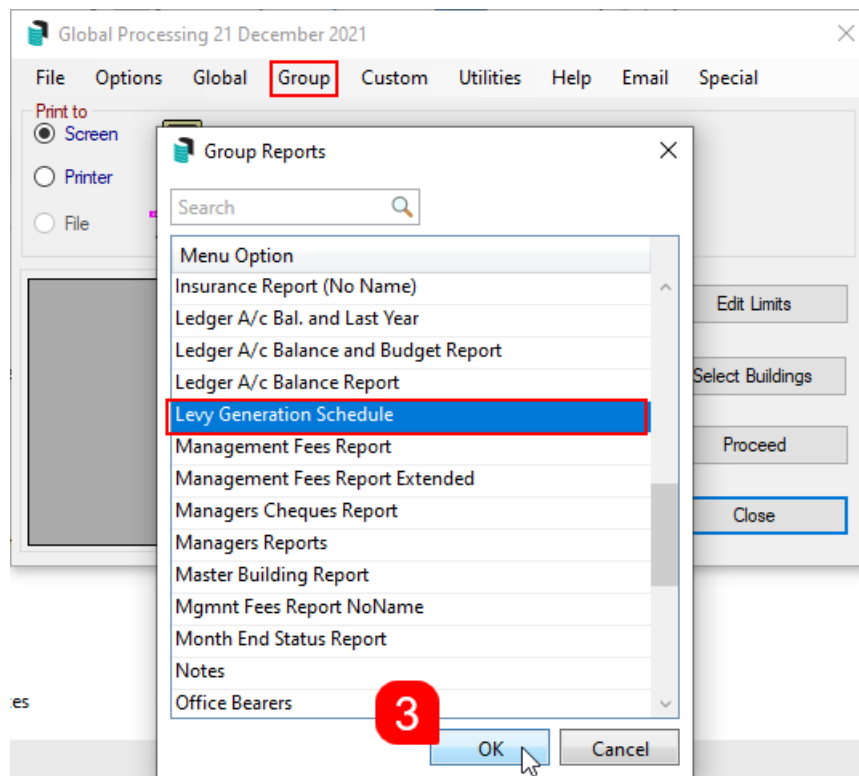 Global Processing 21 December 2021
File Options Global Group Custom Utilities Help Email Special
Print to
Screen
Printer
File
Group Reports
Search
Menu Option
Insurance Report (No Name)
Ledger A/c Bal. and Last Year
Ledger A/c Balance and Budget Report
Ledger A/c Balance Report
Levy Generation Schedule
Management Fees Report
Management Fees Report Extended
Managers Cheques Report
Managers Reports
Master Building Report
Mgmnt Fees Report NoName
Month End Status Report
Notes
Office Bearers
3
OK Cancel
Edit Limits
Select Buildings
Proceed
Close